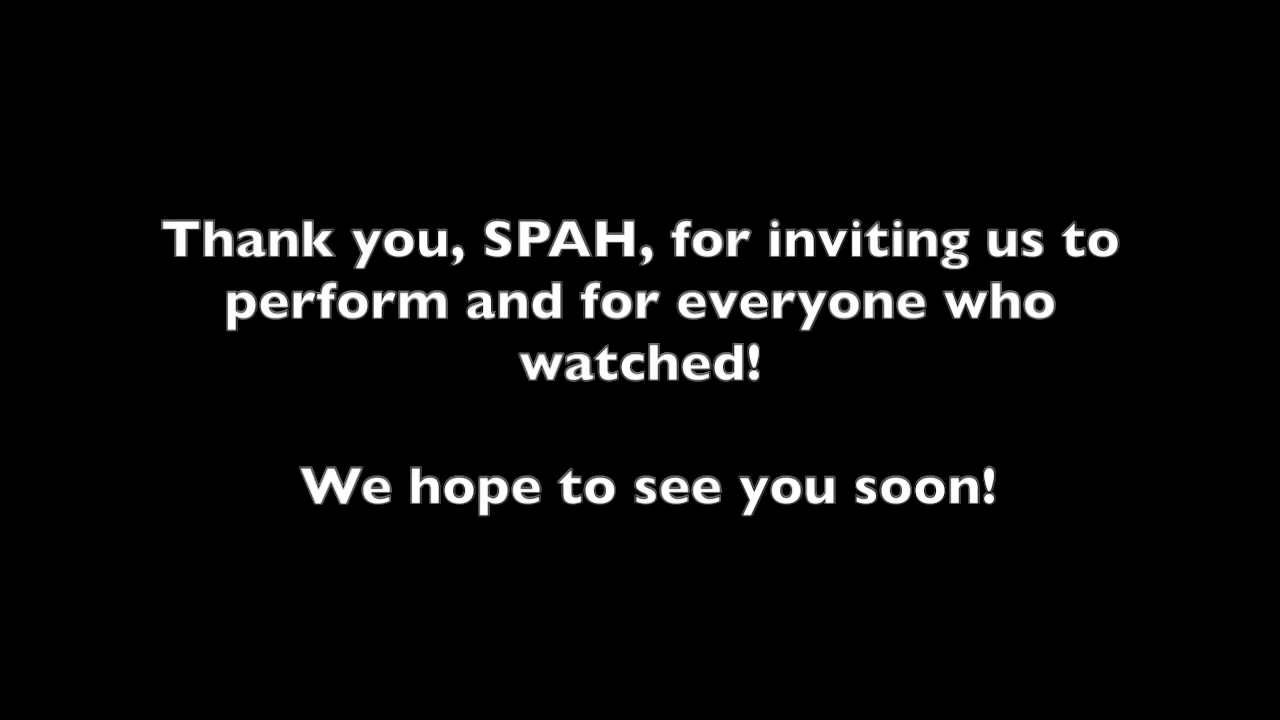 Thank you, SPAH, for inviting us to
perform and for everyone who
watched!
We hope to see you soon!